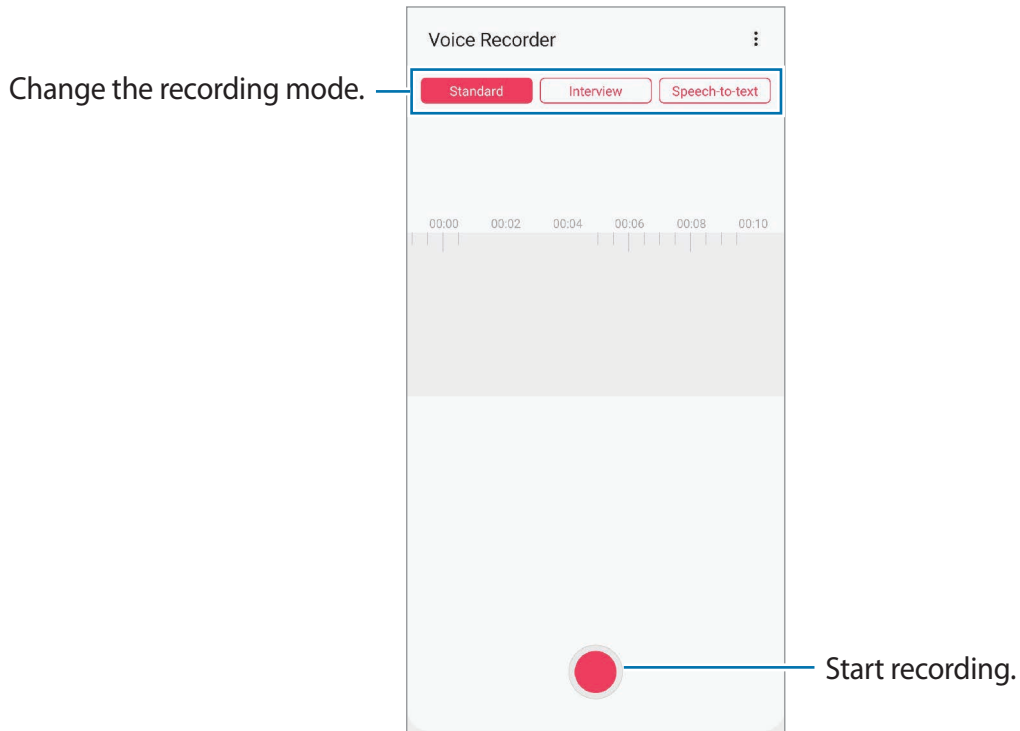 Voice Recorder
Change the recording mode.
Standard Interview Speech-to-text
00:00 00:02 00:04 00:06 00:08 00:10
Start recording.